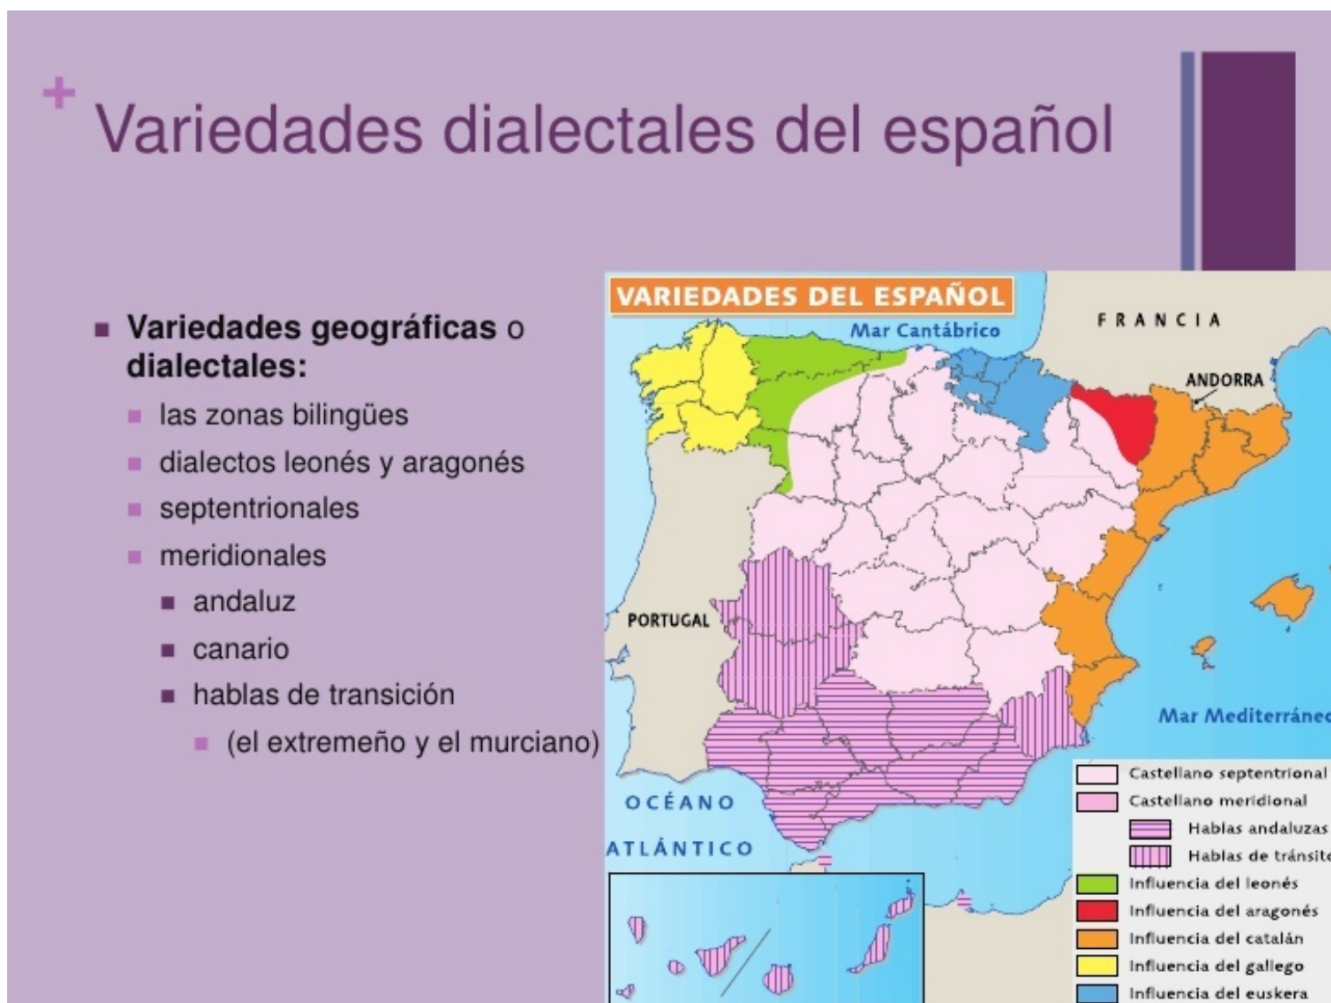 +
Variedades dialectales del español
Variedades geográficas o
dialectales:
las zonas bilingües
dialectos leonés y aragonés
septentrionales
meridionales
andaluz
canario
hablas de transición
(el extremeño y el murciano)
VARIEDADES DEL ESPAÑOL
Mar Cantábrico
FRANCIA
ANDORRA
PORTUGAL
Mar Mediterráneo
OCÉANO
ATLÁNTICO
Castellano septentrional
Castellano meridional
Hablas andaluzas
Hablas de tránsito
Influencia del leonés
Influencia del aragonés
Influencia del catalán
Influencia del gallego
Influencia del euskera